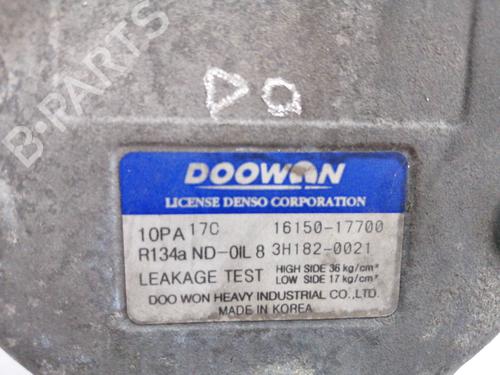 DO
DOOWON
LICENSE DENSO CORPORATION
10PA 17C 16150-17700
R134a ND-OIL 8 3H182-0021
LEAKAGE TEST HIGH SIDE 36 kg/cm²
LOW SIDE 17 kg/cm²
DOO WON HEAVY INDUSTRIAL CO.,LTD.
MADE IN KOREA